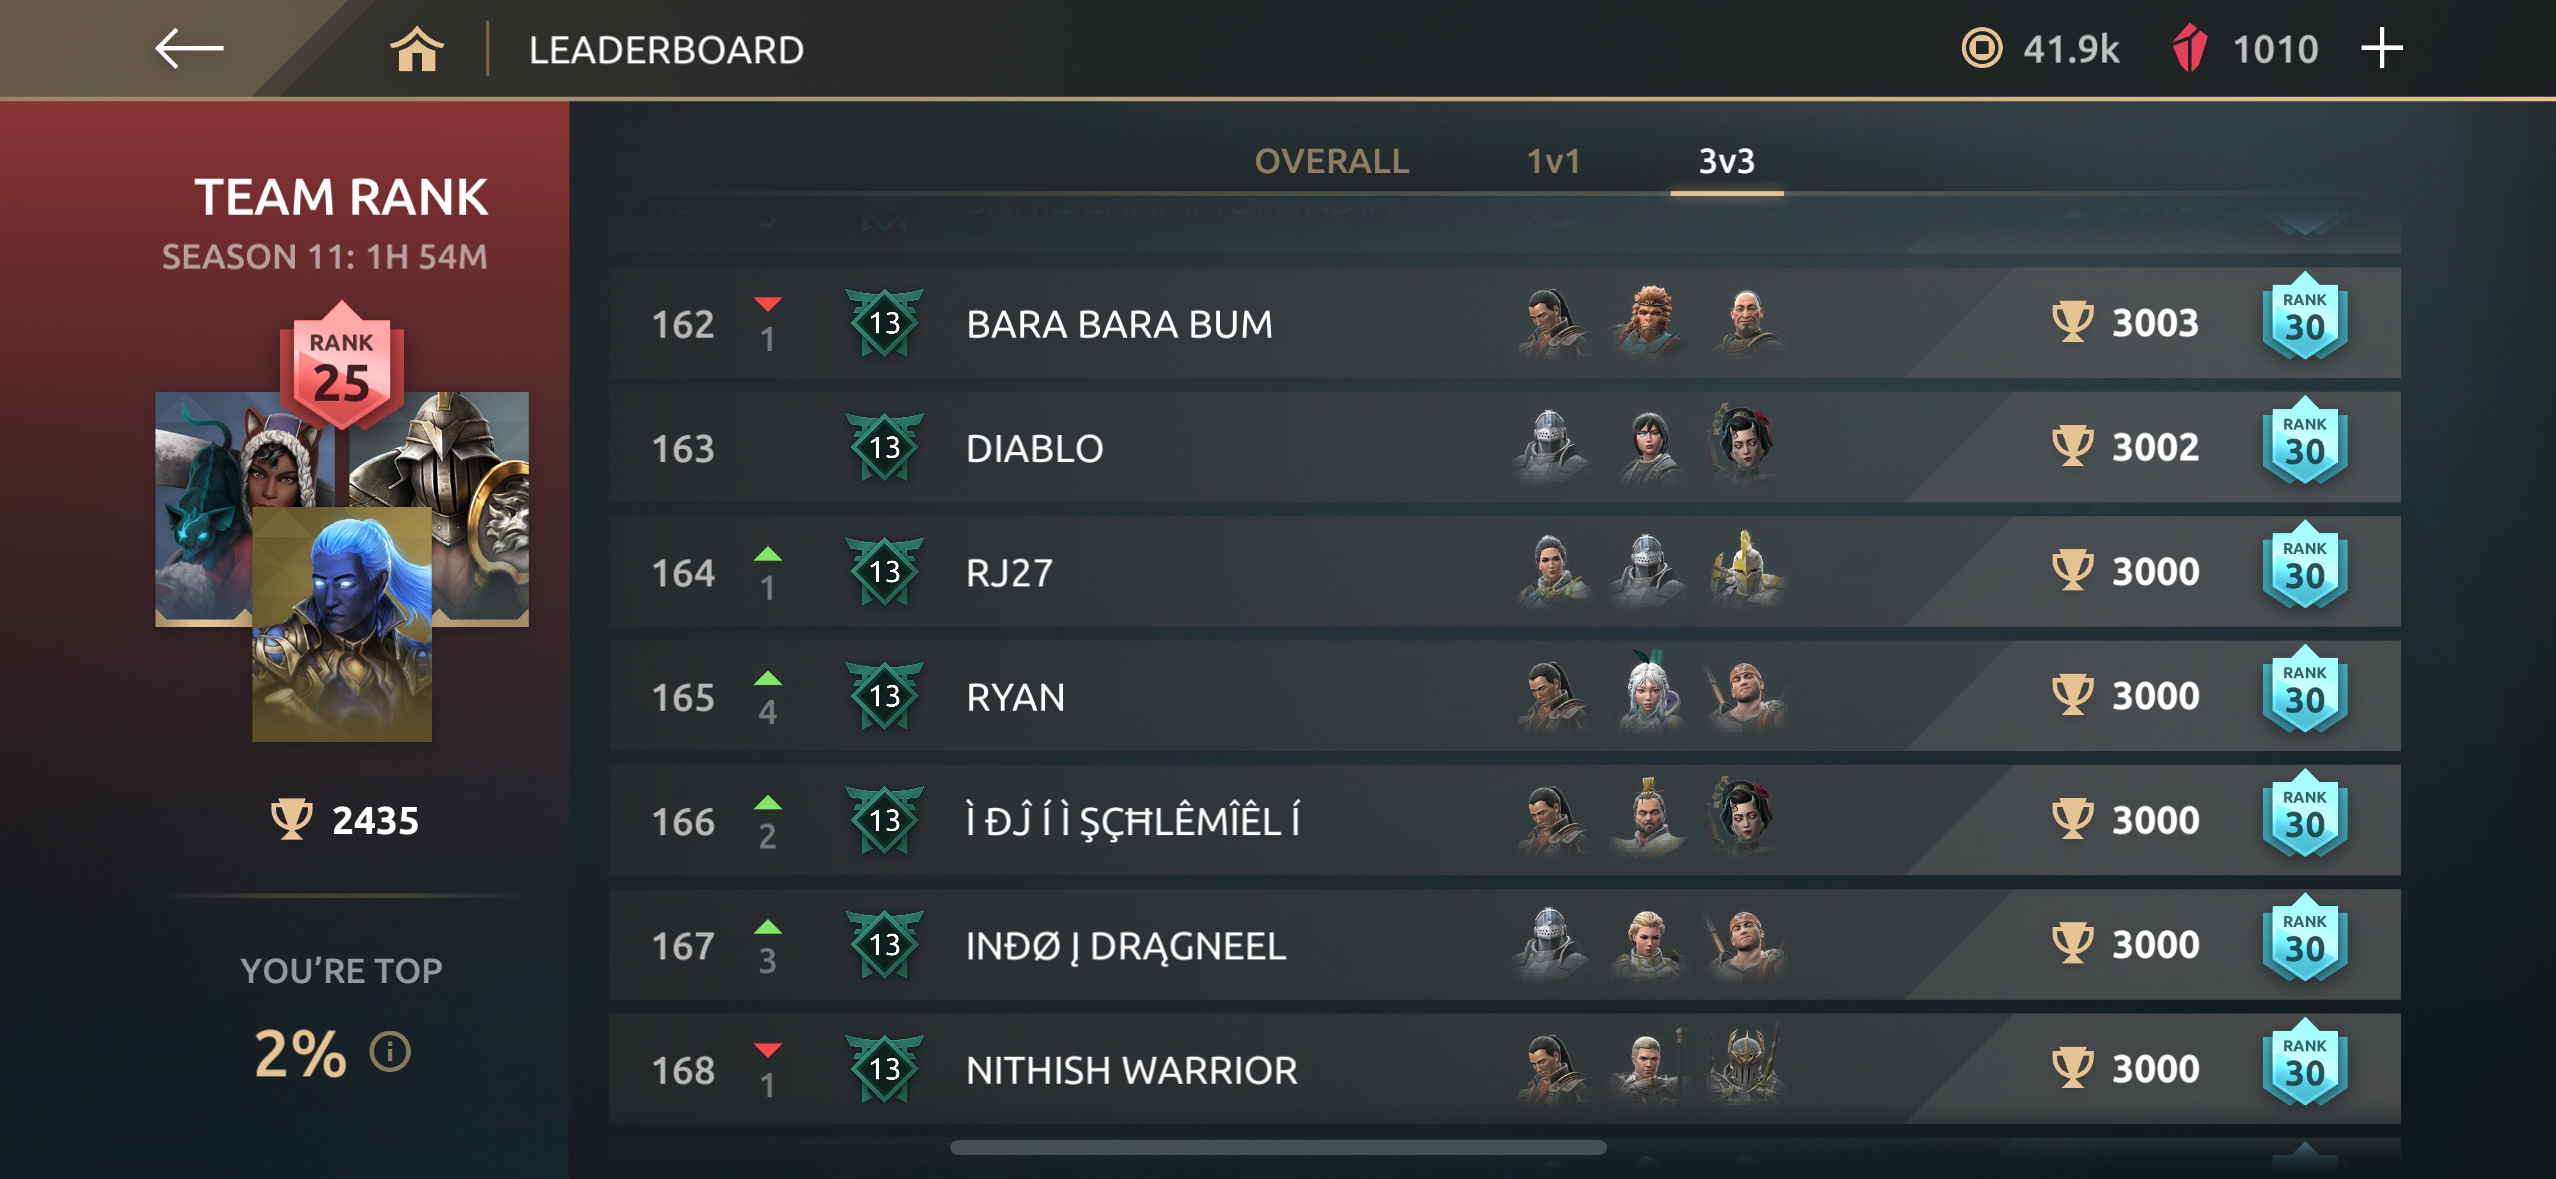 LEADERBOARD
41.9k
1010
TEAM RANK
SEASON 11: 1H 54M
RANK
25
2435
YOU'RE TOP
2%
OVERALL 1v1 3v3
162 1 13 BARA BARA BUM 3003 RANK 30
163 13 DIABLO 3002 RANK 30
164 1 13 RJ27 3000 RANK 30
165 4 13 RYAN 3000 RANK 30
166 2 13 Ì ĐĴ Í Ì ŞÇĦLÊMÎÊL Í 3000 RANK 30
167 3 13 INĐØ Į DRĄGNEEL 3000 RANK 30
168 1 13 NITHISH WARRIOR 3000 RANK 30